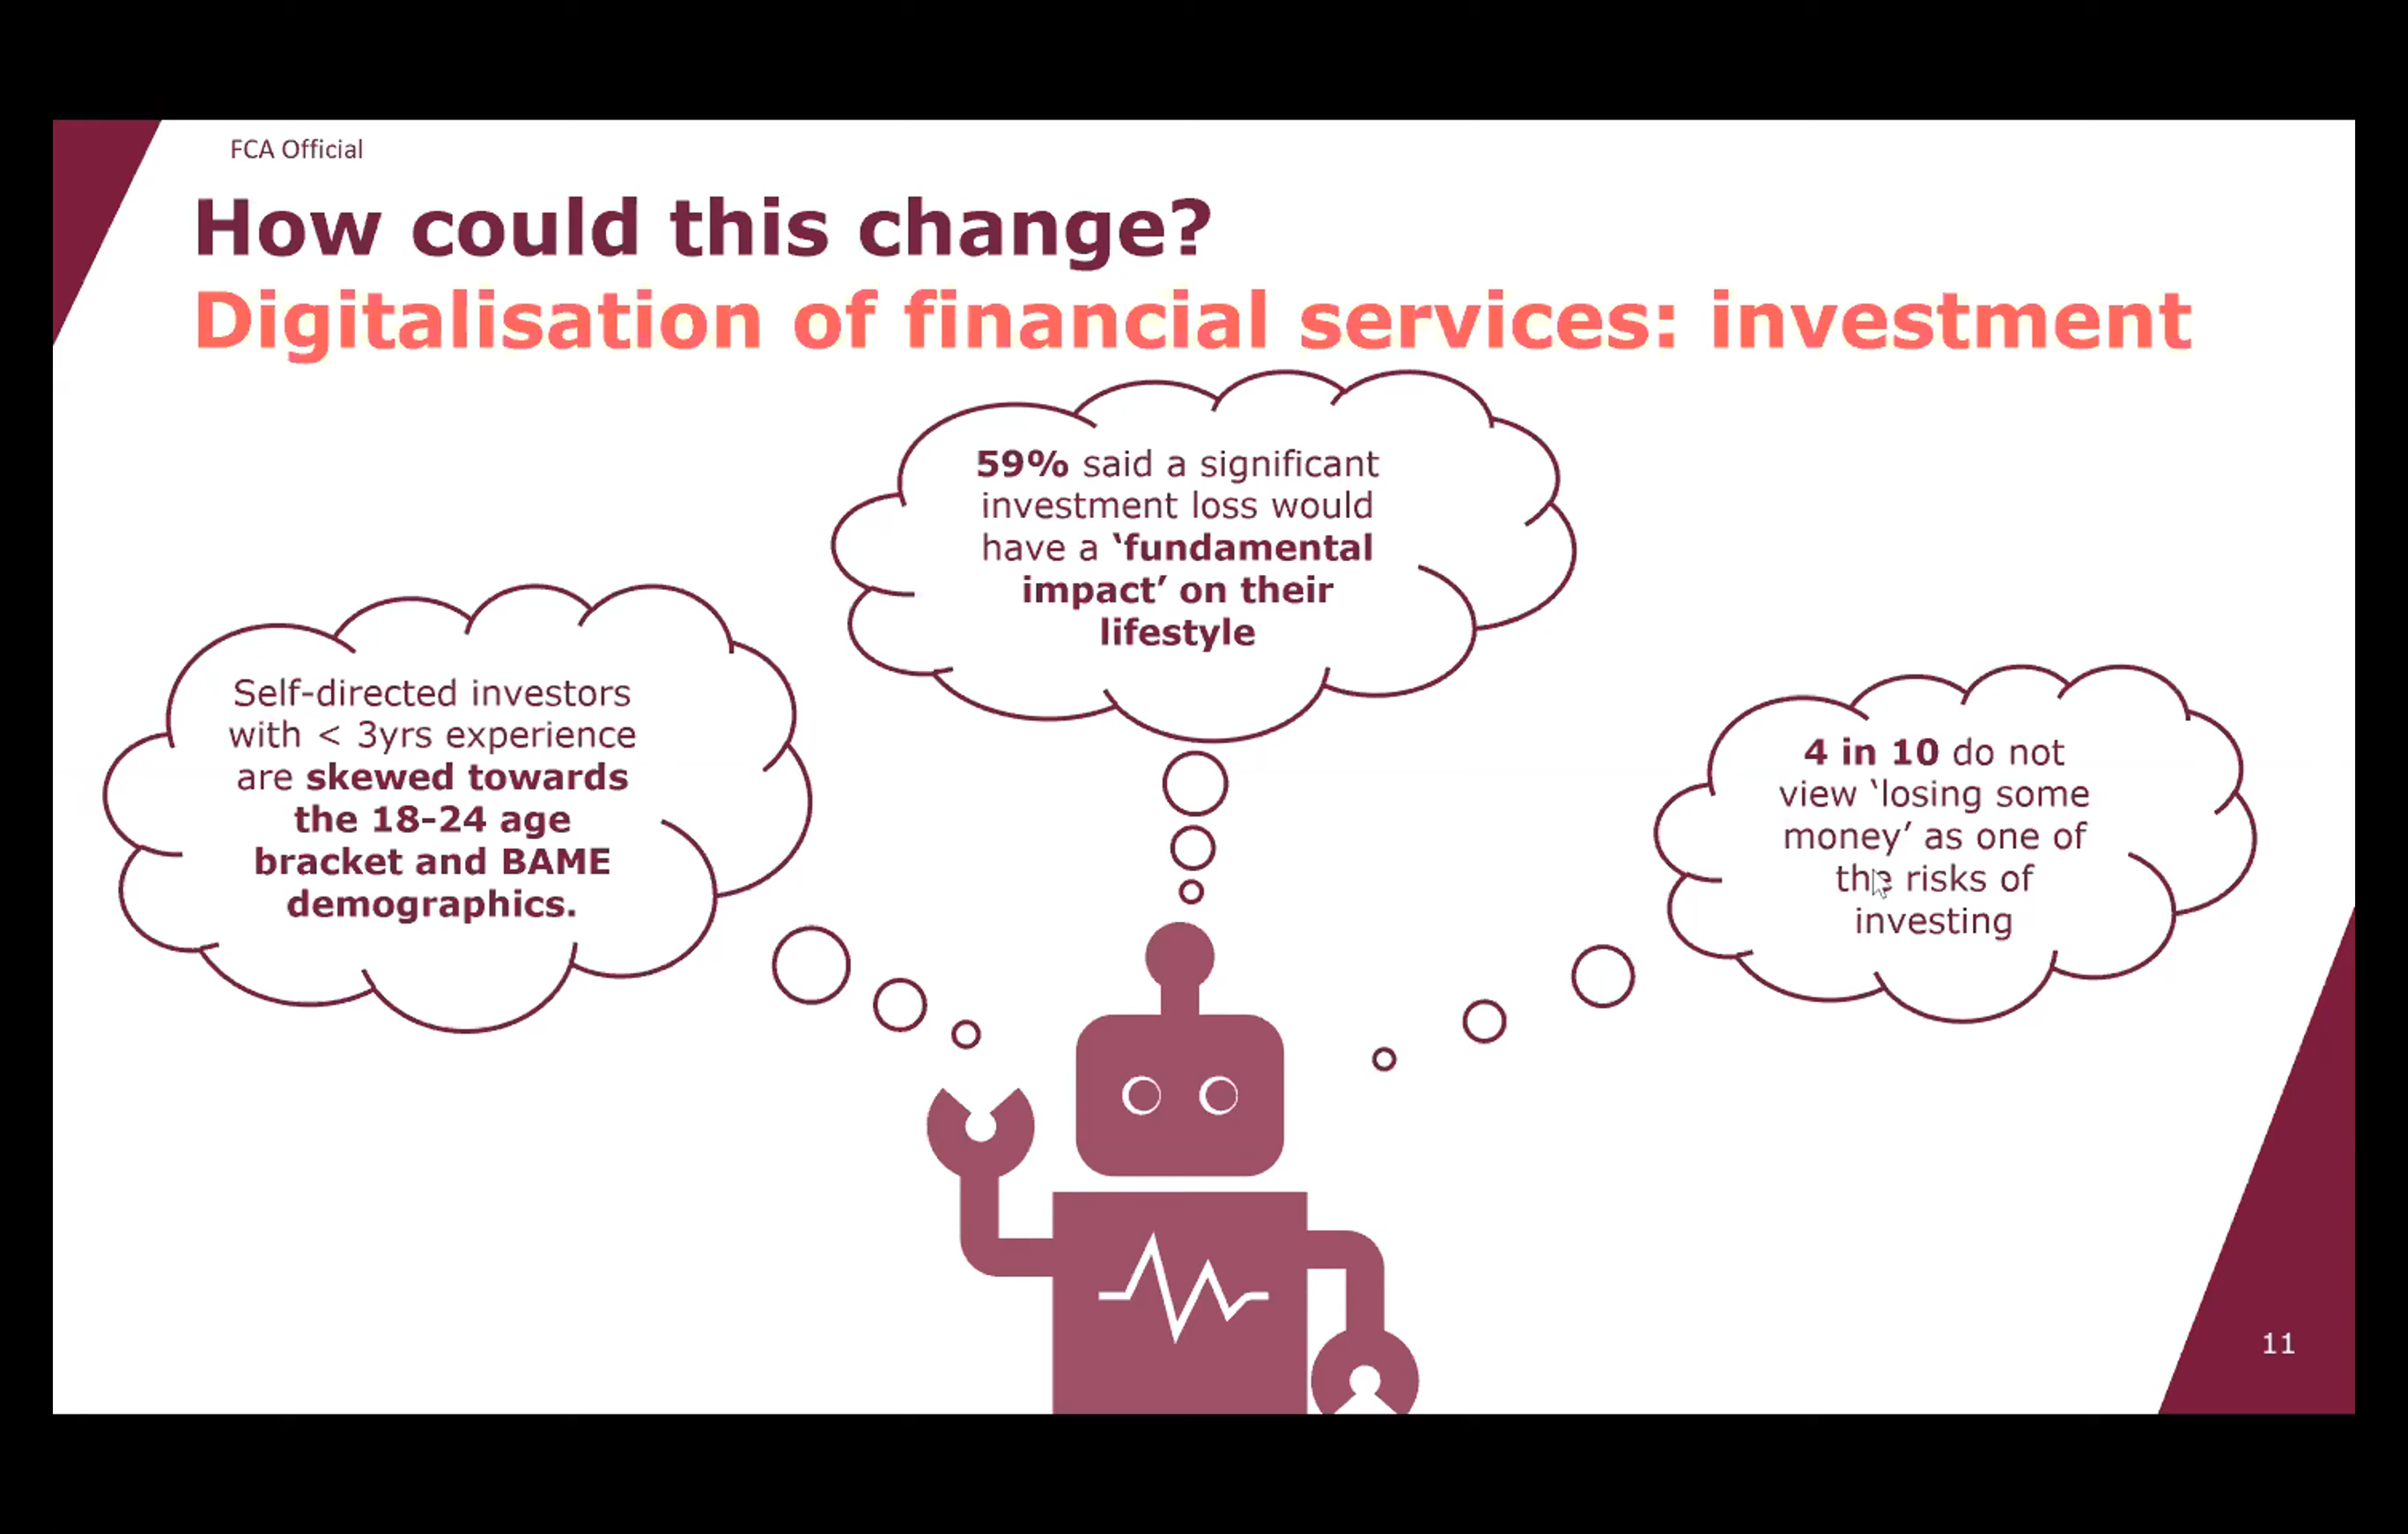 FCA Official
How could this change?
Digitalisation of financial services: investment
59% said a significant
investment loss would
have a ‘fundamental
impact’ on their
lifestyle
Self-directed investors
with < 3yrs experience
are skewed towards
the 18-24 age
bracket and BAME
demographics.
4 in 10 do not
view ‘losing some
money’ as one of
the risks of
investing
11